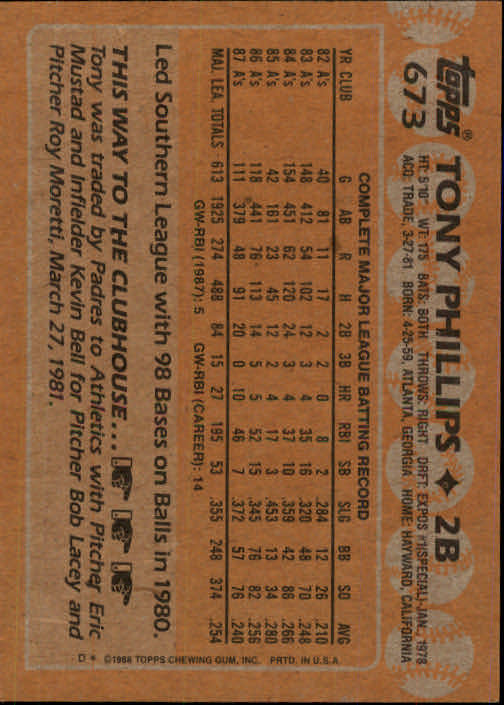 Topps® 673
TONY PHILLIPS ✦ 2B
HT: 5'10" WT: 175 BATS: BOTH THROWS: RIGHT DRFT: EXPOS #1(SPECIAL)-JAN., 1978
ACQ: TRADE, 3-27-81 BORN: 4-25-59, ATLANTA, GEORGIA HOME: HAYWARD, CALIFORNIA
COMPLETE MAJOR LEAGUE BATTING RECORD
YR CLUB G AB R H 2B 3B HR RBI SB SLG BB SO AVG
82 A's 40 81 11 17 2 2 0 8 2 .284 12 26 .210
83 A's 148 412 54 102 12 3 4 35 16 .320 48 70 .248
84 A's 154 451 62 120 24 3 4 37 10 .359 42 86 .266
85 A's 42 161 23 45 12 2 4 17 3 .453 13 34 .280
86 A's 118 441 76 113 14 5 5 52 15 .345 76 82 .256
87 A's 111 379 48 91 20 0 10 46 7 .372 57 76 .240
MAJ. LEA. TOTALS 613 1925 274 488 84 15 27 195 53 .355 248 374 .254
GW-RBI (1987): 5 GW-RBI (CAREER): 14
Led Southern League with 98 Bases on Balls in 1980.
THIS WAY TO THE CLUBHOUSE...
Tony was traded by Padres to Athletics with Pitcher Eric
Mustad and Infielder Kevin Bell for Pitcher Bob Lacey and
Pitcher Roy Moretti, March 27, 1981.
D* ©1988 TOPPS CHEWING GUM, INC. PRTD. IN U.S.A.